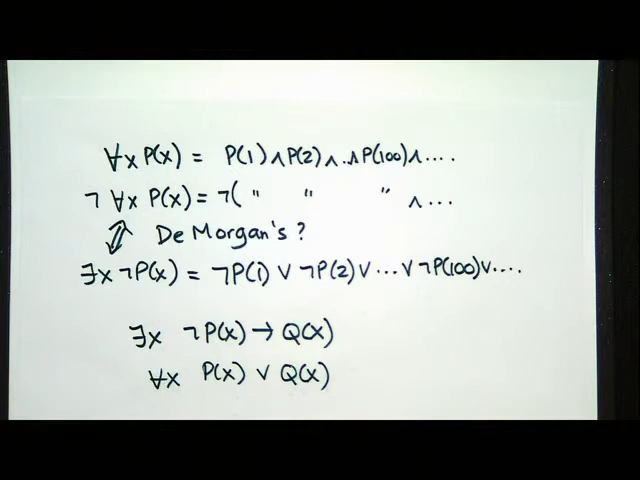 ∀x P(x) = P(1) ∧ P(2) ∧ .. ∧ P(100) ∧ ....
¬ ∀x P(x) = ¬( " " " ∧ ...
⇕ De Morgan's ?
∃x ¬P(x) = ¬P(1) ∨ ¬P(2) ∨ ... ∨ ¬P(100) ∨ ....
∃x ¬P(x) → Q(x)
∀x P(x) ∨ Q(x)